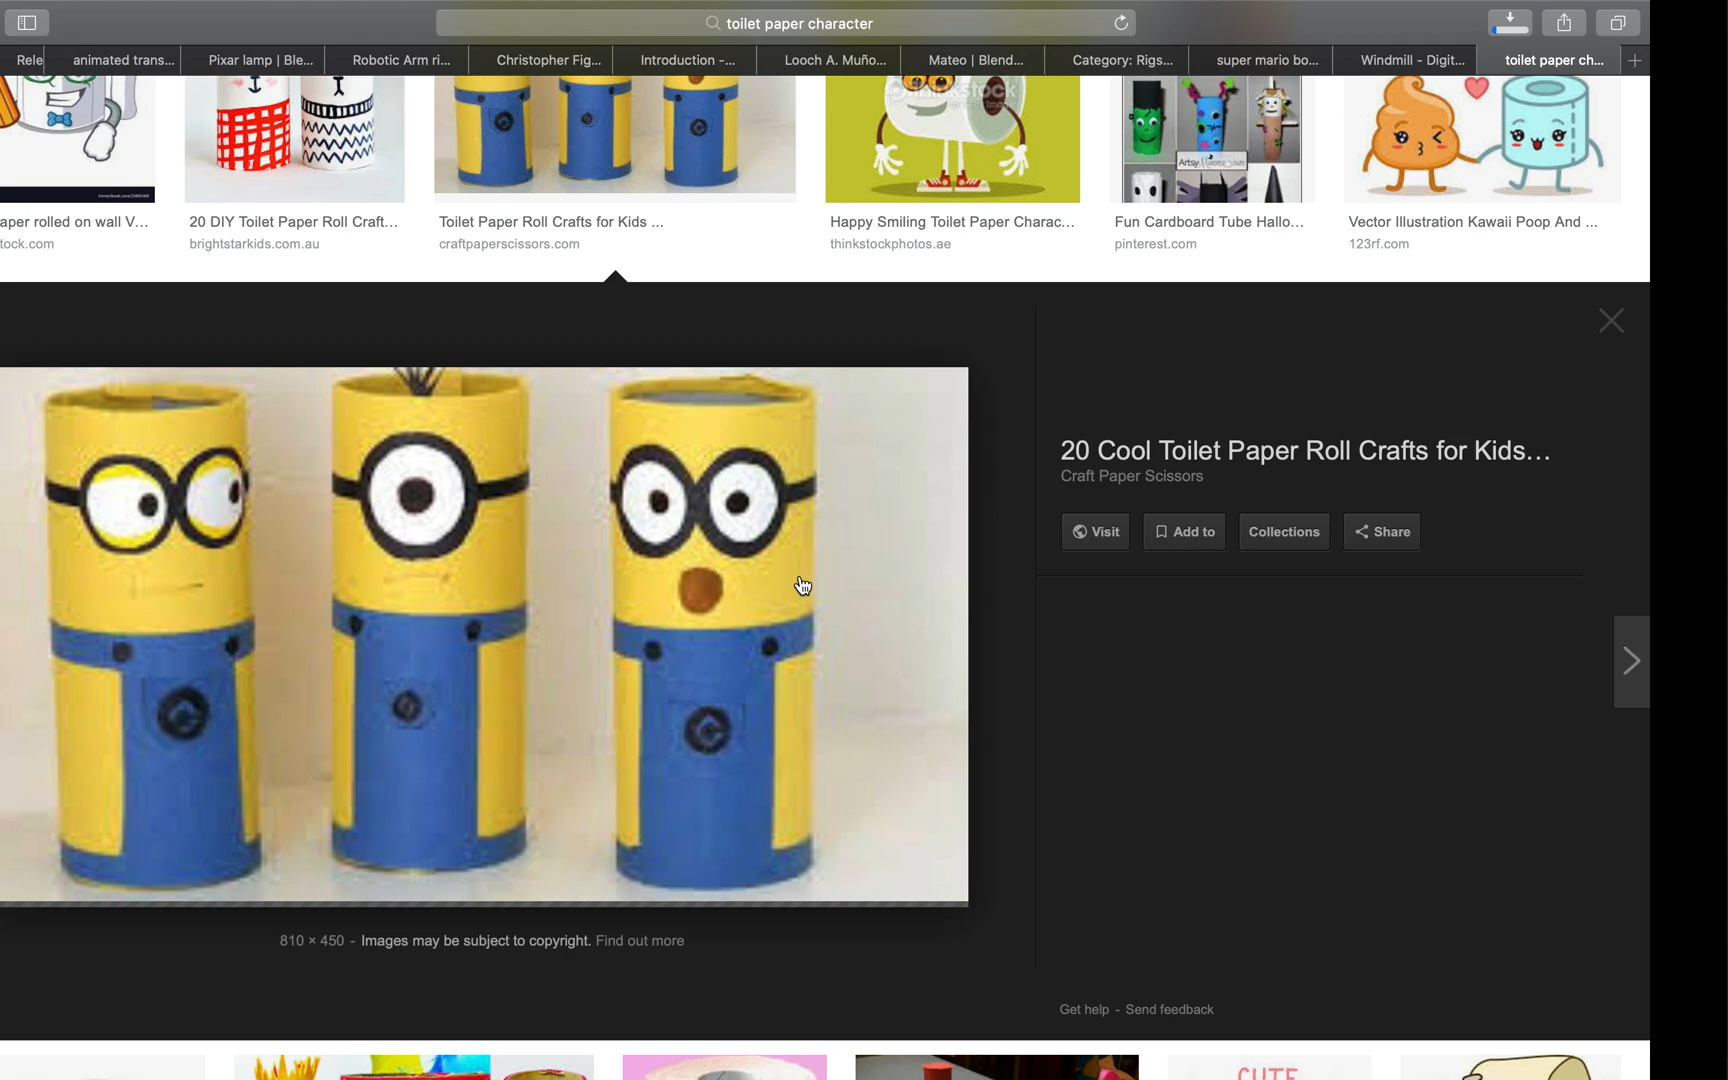 toilet paper character
Rele
animated trans...
Pixar lamp | Ble...
Robotic Arm ri...
Christopher Fig...
Introduction -...
Looch A. Muño...
Mateo | Blend...
Category: Rigs...
super mario bo...
Windmill - Digit...
toilet paper ch...
thinkstock
Artsy Momma
aper rolled on wall V...
20 DIY Toilet Paper Roll Craft...
Toilet Paper Roll Crafts for Kids ...
Happy Smiling Toilet Paper Charac...
Fun Cardboard Tube Hallo...
Vector Illustration Kawaii Poop And ...
tock.com
brightstarkids.com.au
craftpaperscissors.com
thinkstockphotos.ae
pinterest.com
123rf.com
20 Cool Toilet Paper Roll Crafts for Kids...
Craft Paper Scissors
Visit
Add to
Collections
Share
810 × 450 - Images may be subject to copyright. Find out more
Get help - Send feedback
CUTE